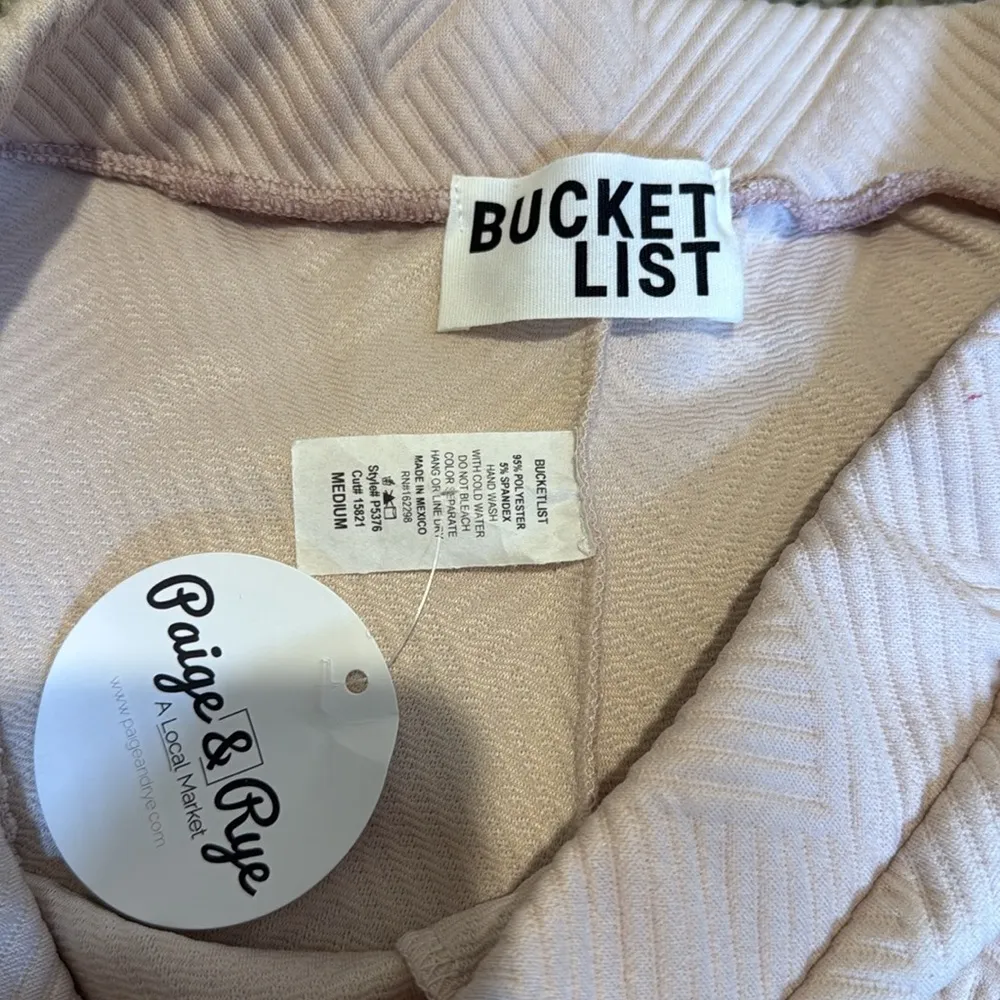 BUCKET
LIST
BUCKETLIST
95% POLYESTER
5% SPANDEX
HAND WASH
WITH COLD WATER
DO NOT BLEACH
COLOR SEPARATE
HANG OR LINE DRY
MADE IN MEXICO
RN#162298
Style# P5376
Cut# 15821
MEDIUM
Paige & Rye
A Local Market
www.paigeandrye.com